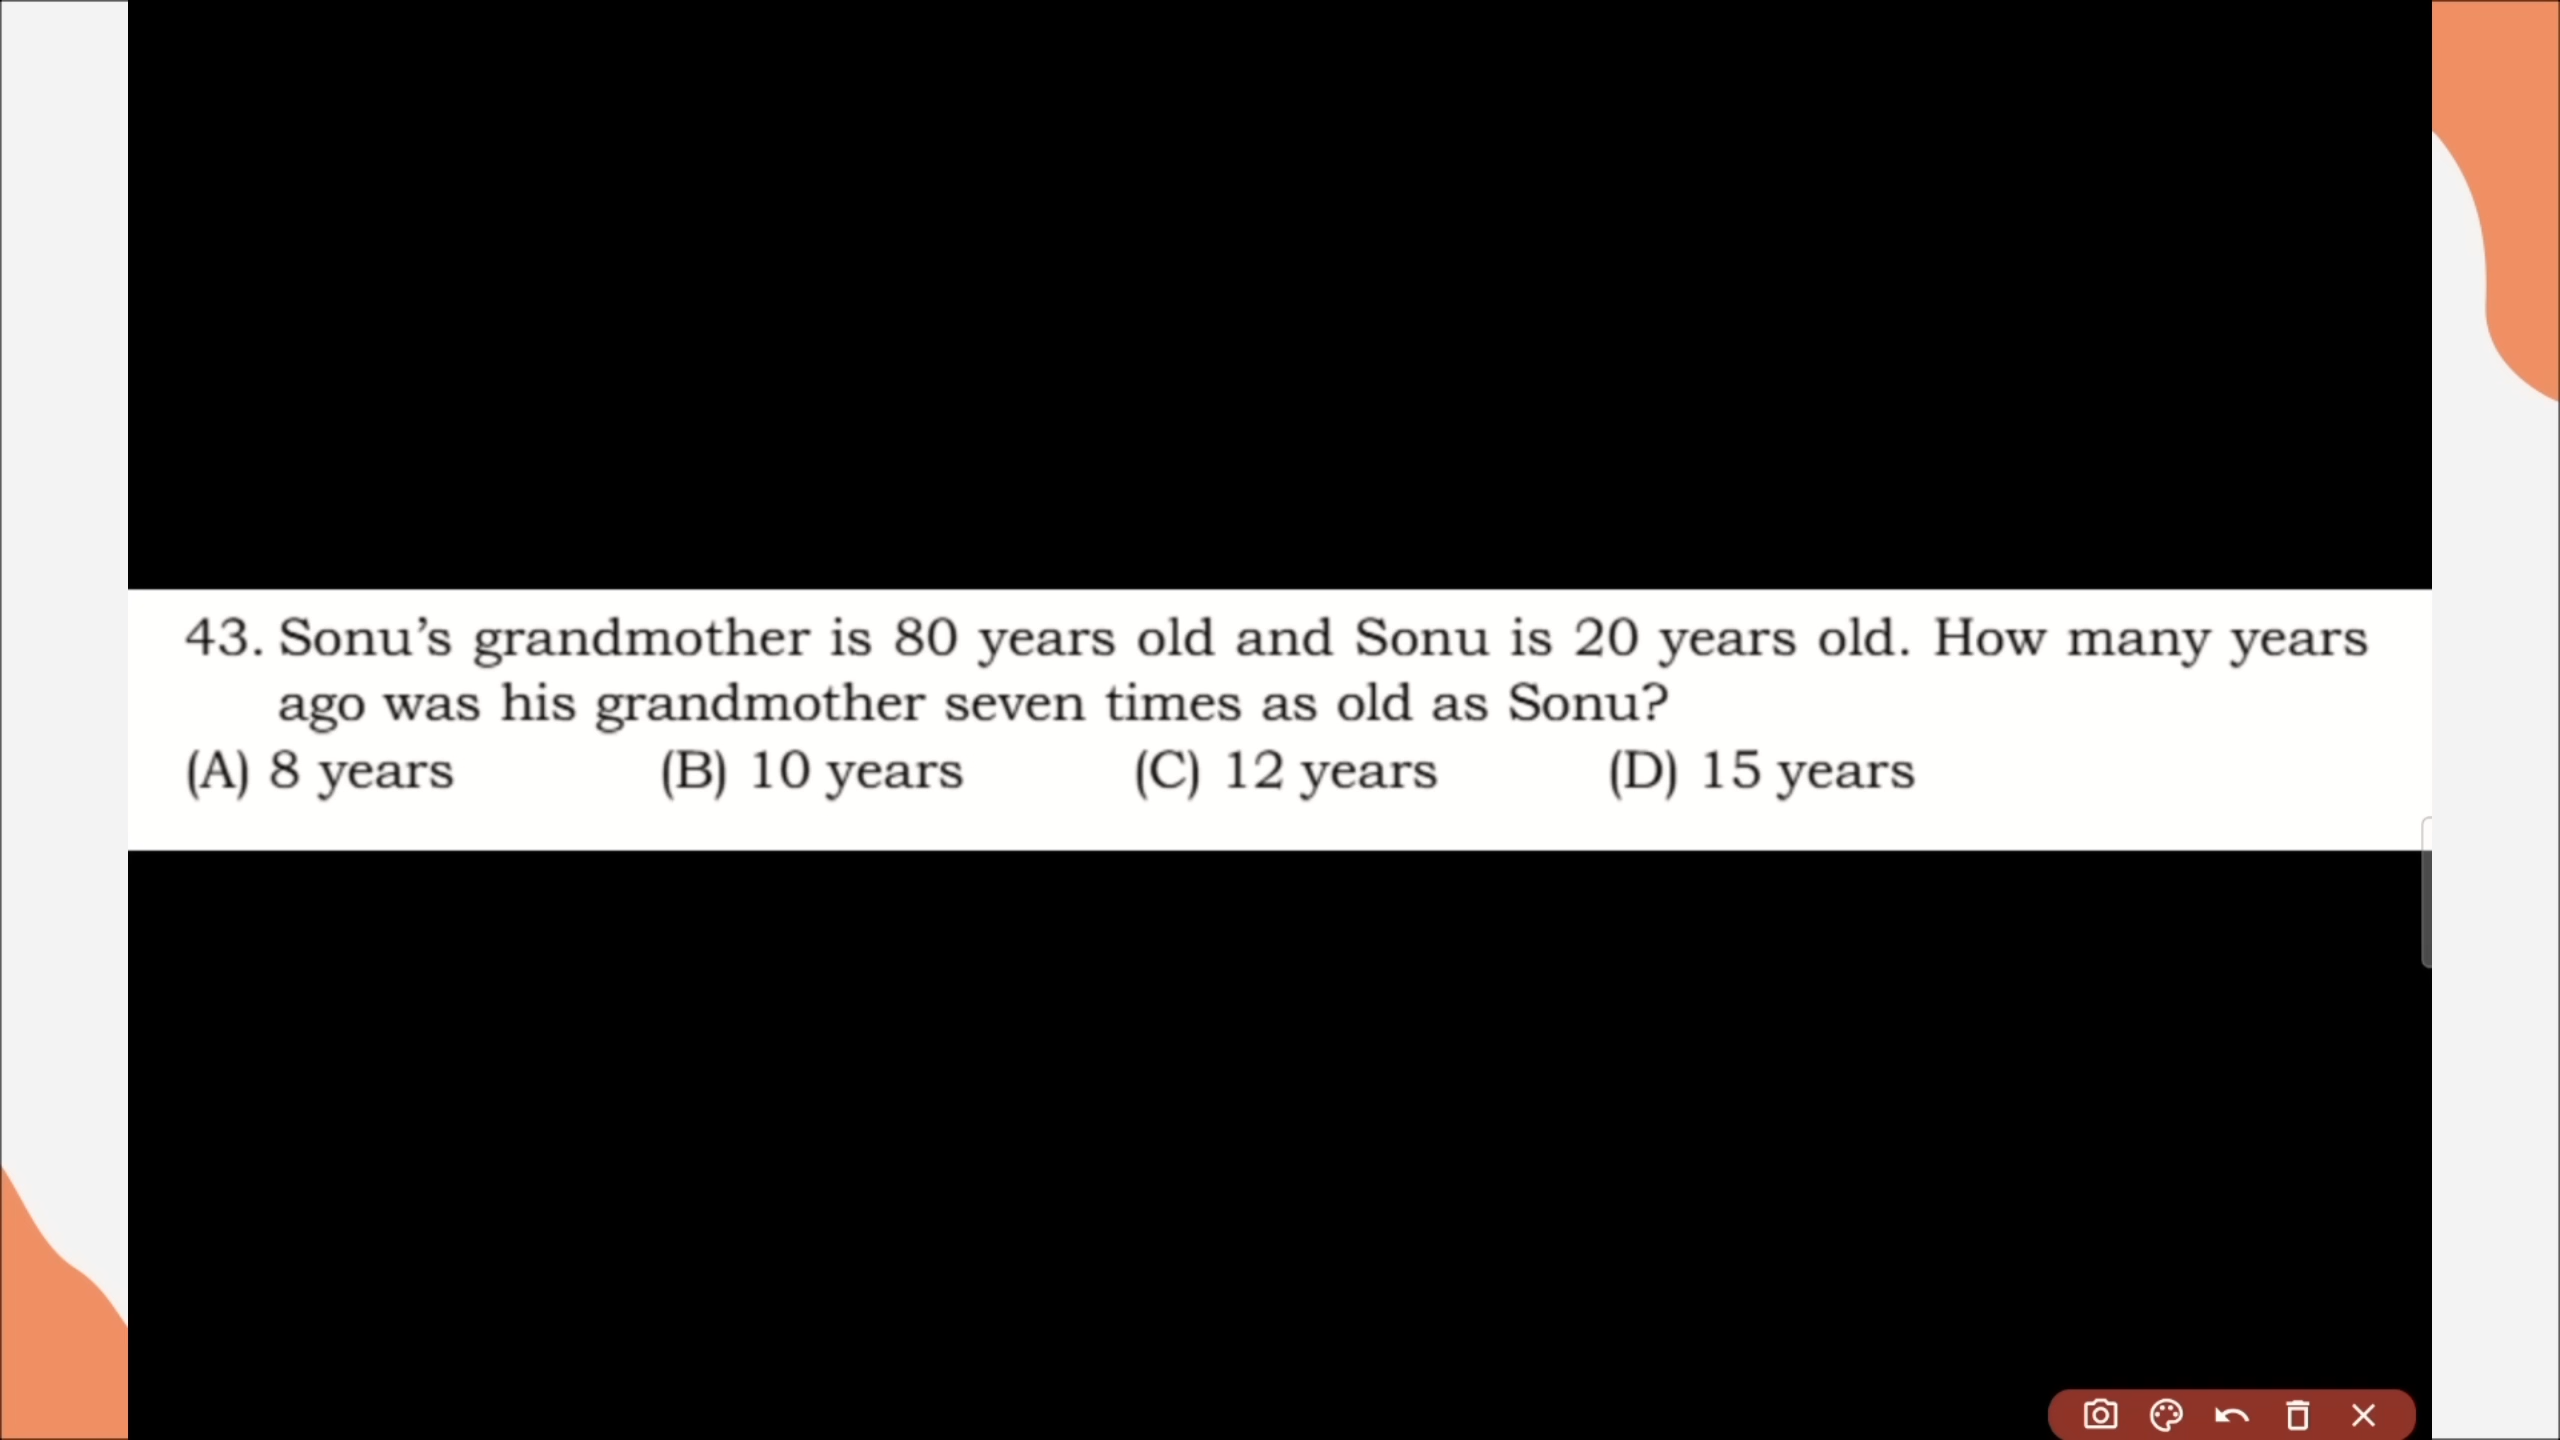 43. Sonu’s grandmother is 80 years old and Sonu is 20 years old. How many years
ago was his grandmother seven times as old as Sonu?
(A) 8 years (B) 10 years (C) 12 years (D) 15 years